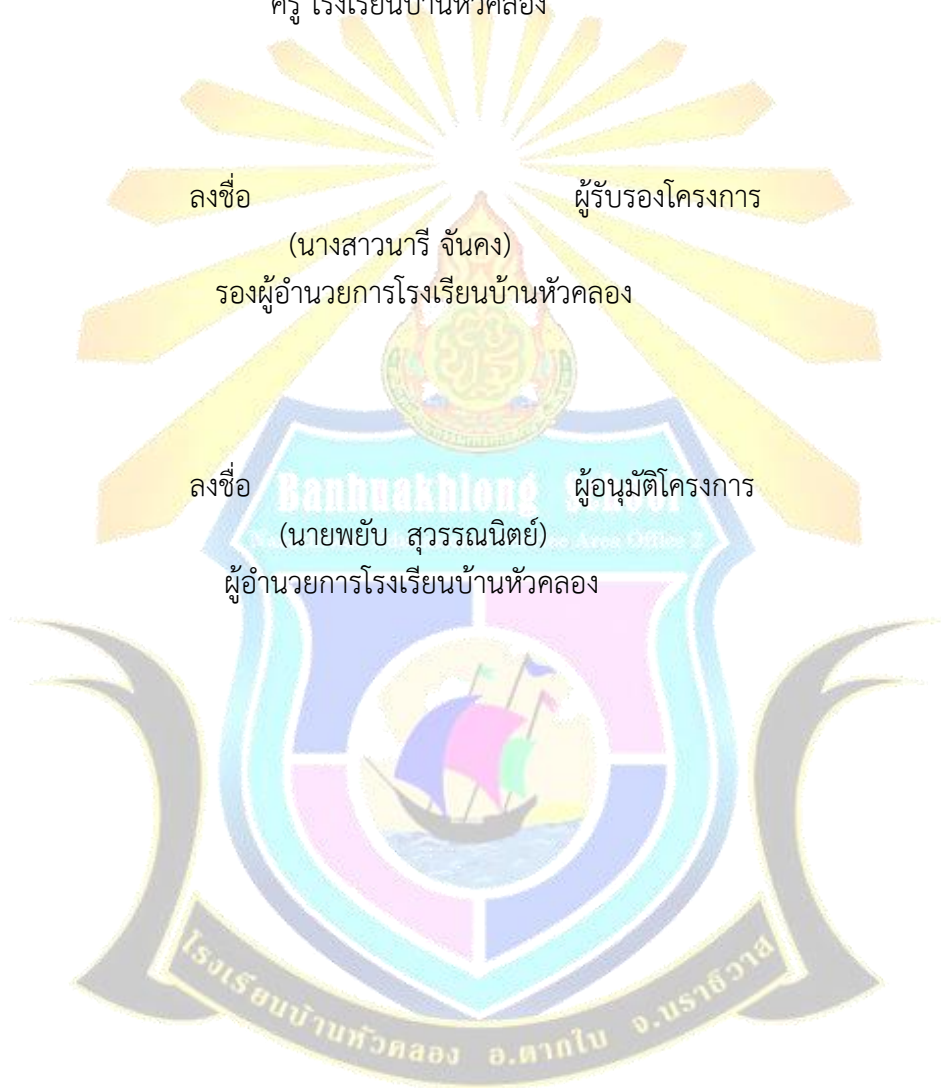 ครู โรงเรียนบ้านหัวคลอง
ลงชื่อ ผู้รับรองโครงการ
(นางสาวนารี จันคง)
รองผู้อำนวยการโรงเรียนบ้านหัวคลอง
ลงชื่อ ผู้อนุมัติโครงการ
Banhuakhlong School
(นายพยับ สุวรรณนิตย์)
Area Office 2
ผู้อำนวยการโรงเรียนบ้านหัวคลอง
โรงเรียนบ้านหัวคลอง อ.ตากใบ จ.นราธิวาส